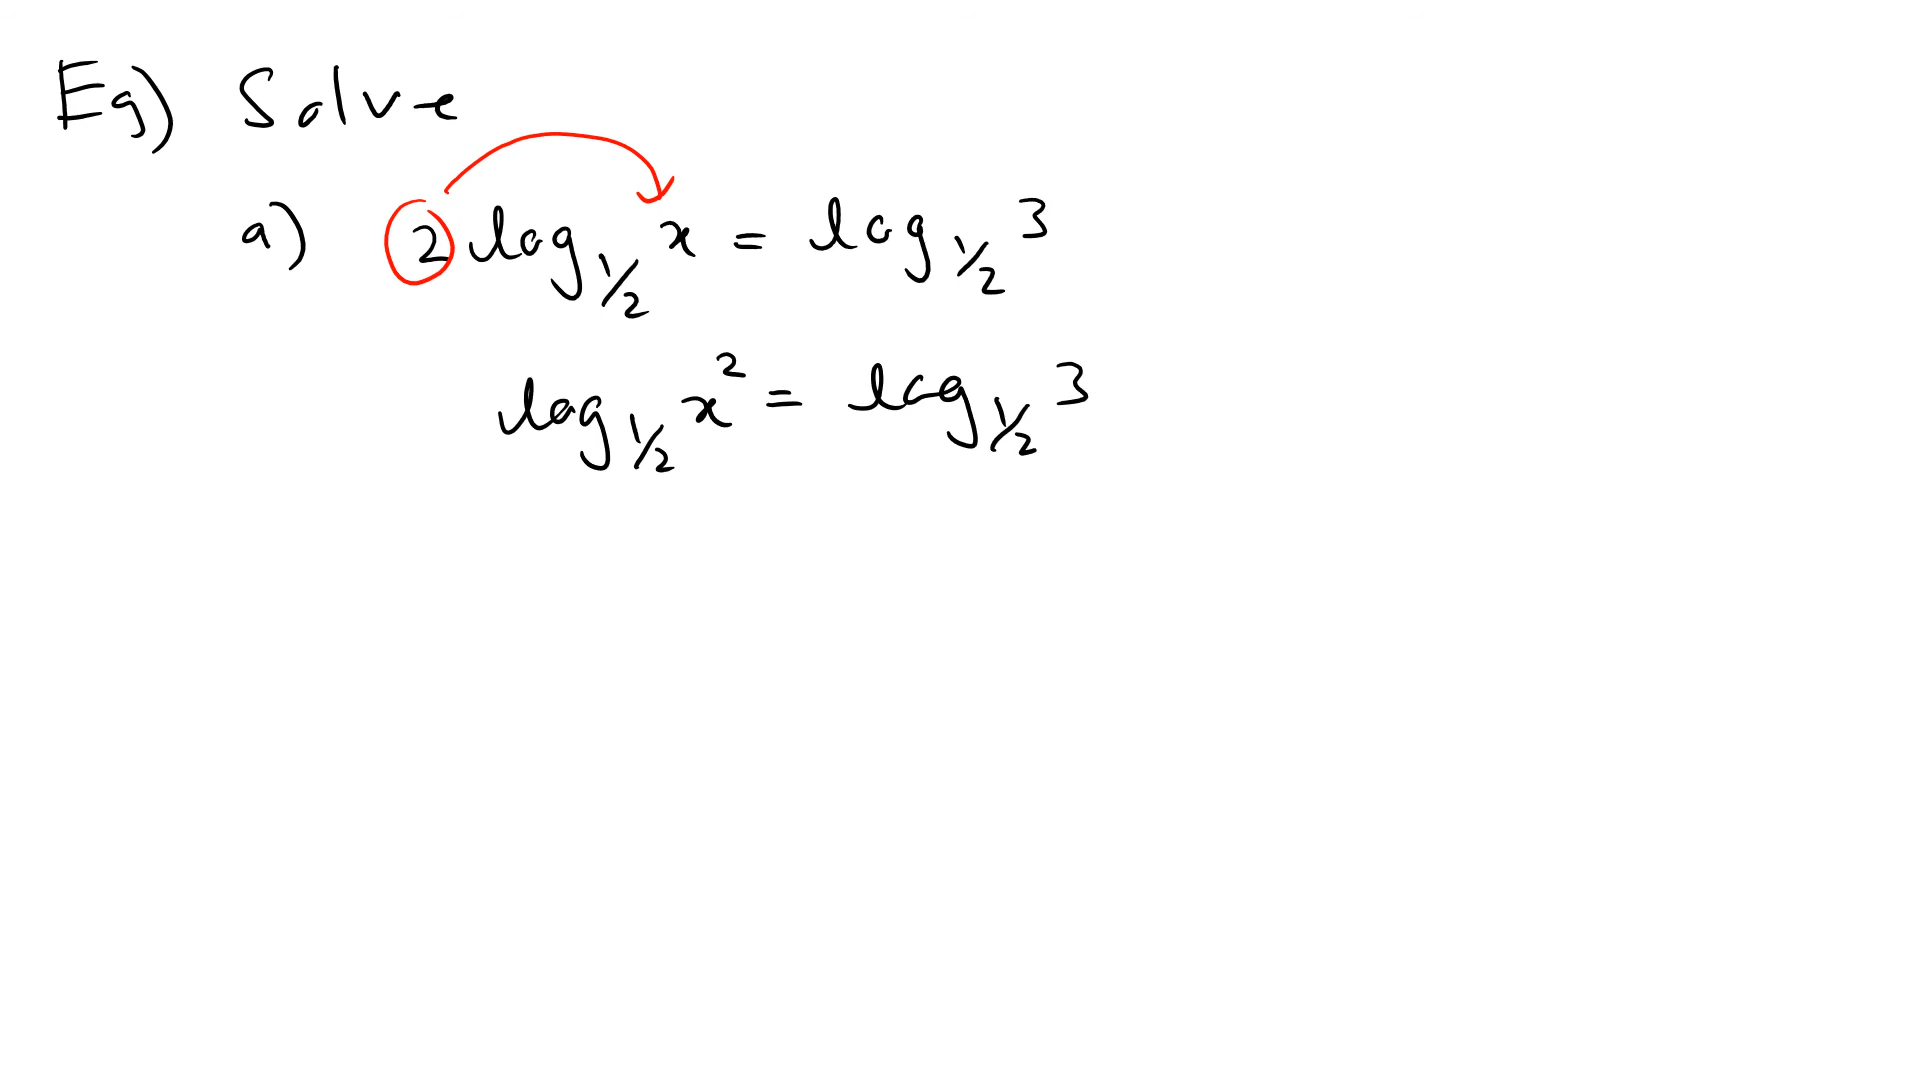 Eg) Solve
a) 2 log_{1/2} x = log_{1/2} 3
log_{1/2} x^2 = log_{1/2} 3